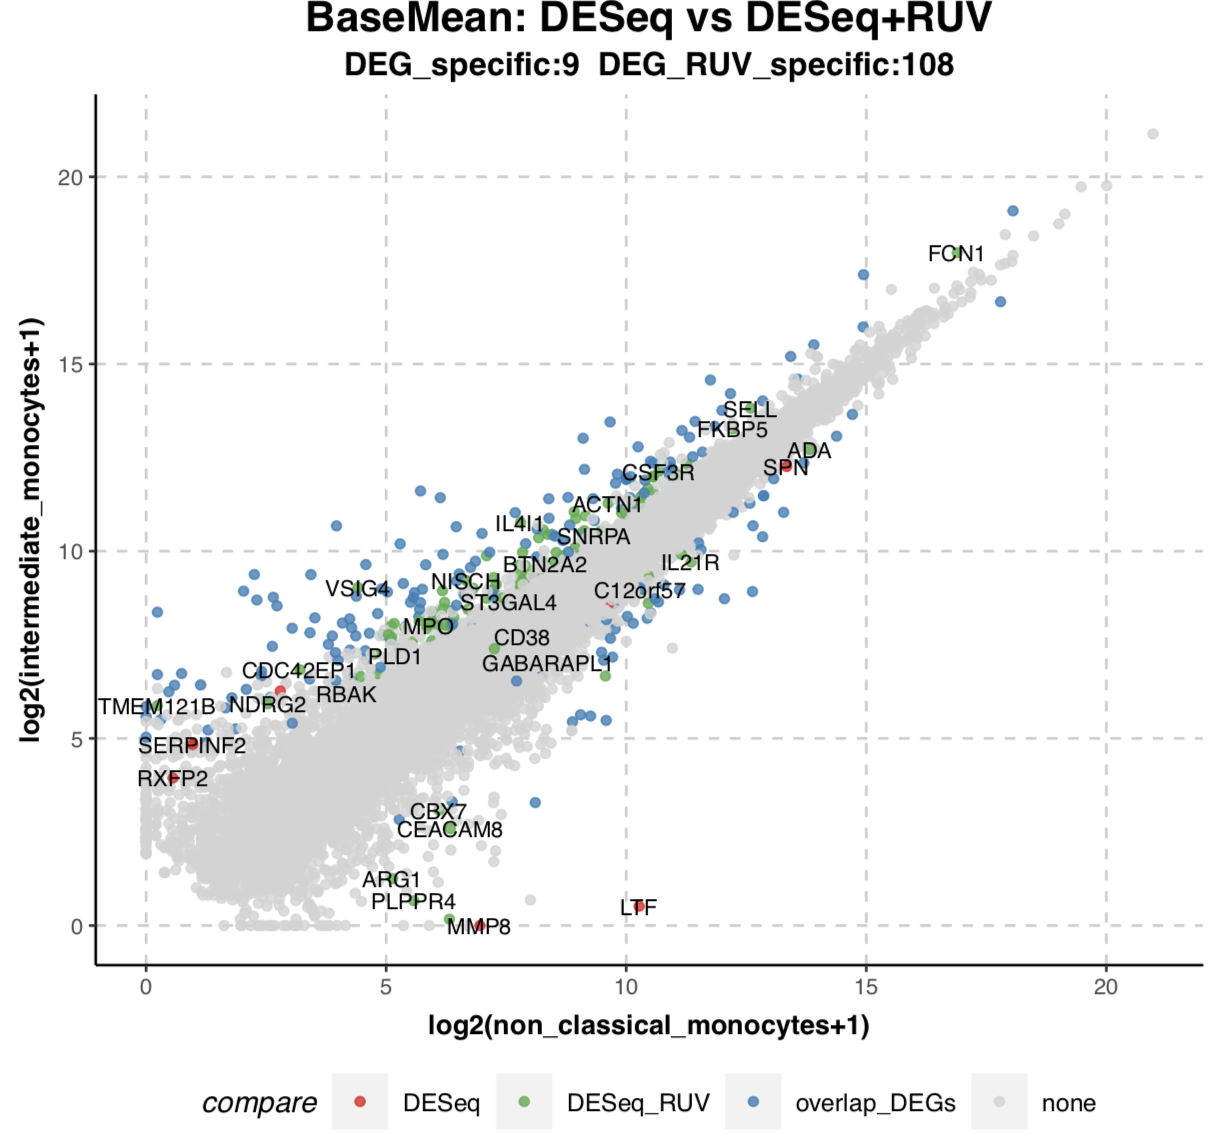 BaseMean: DESeq vs DESeq+RUV
DEG_specific:9  DEG_RUV_specific:108
log2(intermediate_monocytes+1)
20
15
10
5
0
FCN1
SELL
FKBP5
ADA
SPN
CSF3R
ACTN1
IL4I1
SNRPA
BTN2A2
IL21R
VSIG4
NISCH
C12orf57
ST3GAL4
MPO
CD38
PLD1
GABARAPL1
CDC42EP1
RBAK
TMEM121B
NDRG2
SERPINF2
RXFP2
CBX7
CEACAM8
ARG1
PLPPR4
LTF
MMP8
0 5 10 15 20
log2(non_classical_monocytes+1)
compare DESeq DESeq_RUV overlap_DEGs none